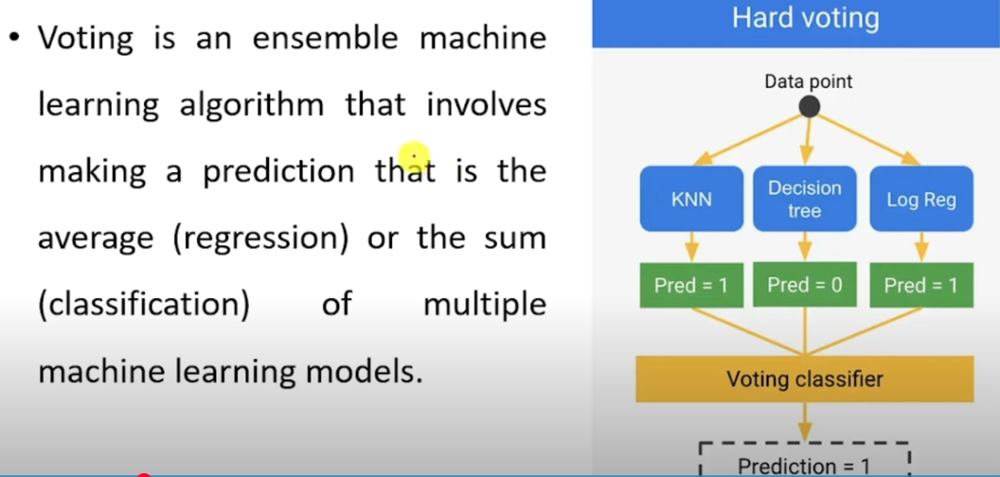 • Voting is an ensemble machine
learning algorithm that involves
making a prediction that is the
average (regression) or the sum
(classification) of multiple
machine learning models.
Hard voting
Data point
KNN
Decision
tree
Log Reg
Pred = 1
Pred = 0
Pred = 1
Voting classifier
Prediction = 1